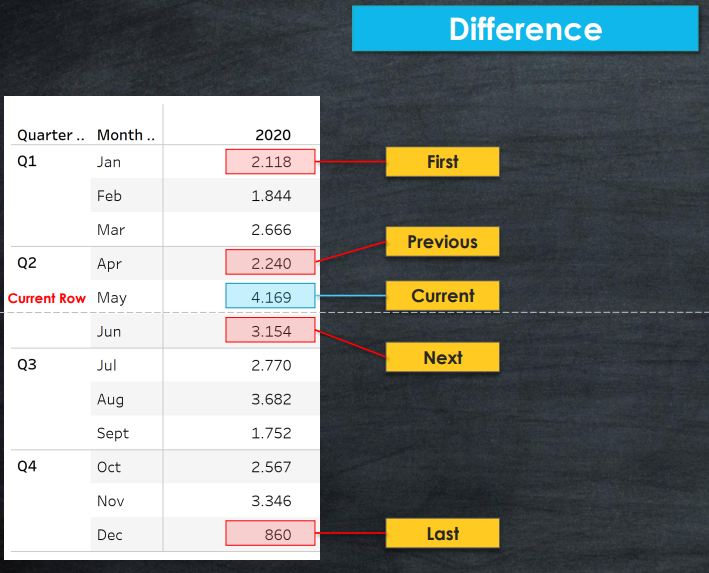 Difference
Quarter .. Month .. 2020
Q1 Jan 2.118 First
Feb 1.844
Mar 2.666
Previous
Q2 Apr 2.240
Current Row May 4.169 Current
Jun 3.154
Next
Q3 Jul 2.770
Aug 3.682
Sept 1.752
Q4 Oct 2.567
Nov 3.346
Dec 860 Last